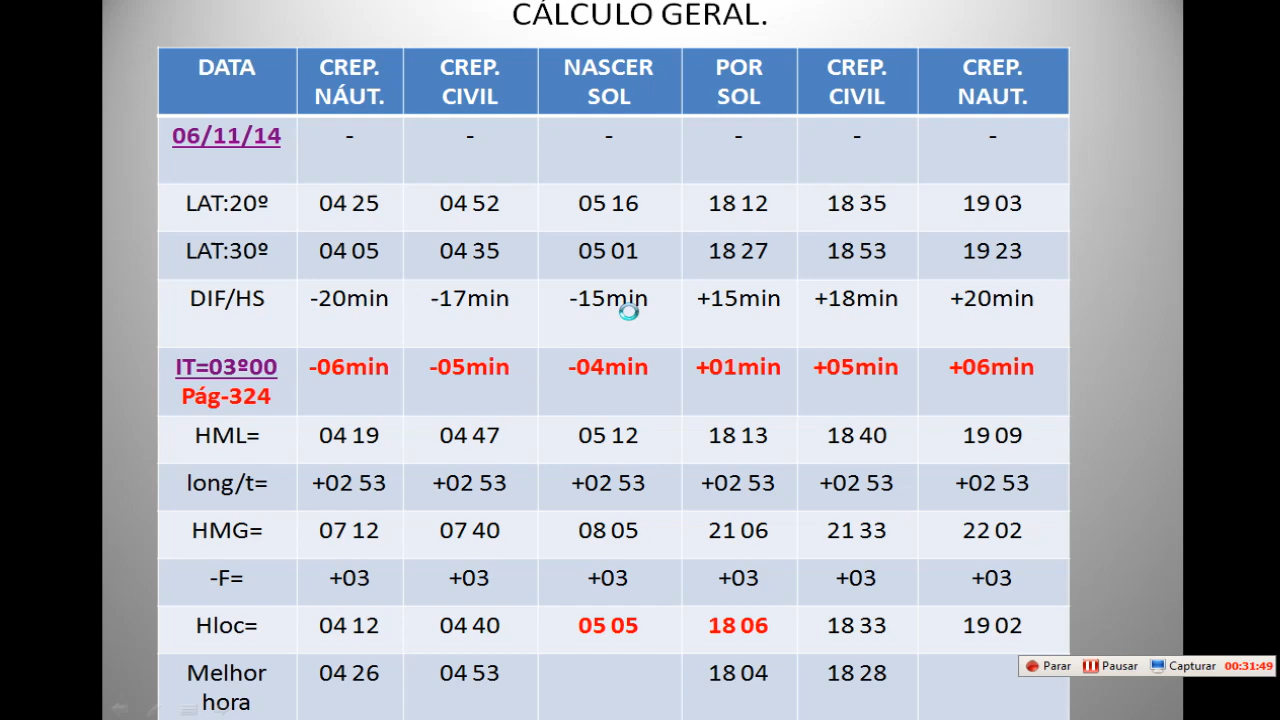 CÁLCULO GERAL.
DATA CREP. NÁUT. CREP. CIVIL NASCER SOL POR SOL CREP. CIVIL CREP. NAUT.
06/11/14 - - - - - -
LAT:20º 04 25 04 52 05 16 18 12 18 35 19 03
LAT:30º 04 05 04 35 05 01 18 27 18 53 19 23
DIF/HS -20min -17min -15min +15min +18min +20min
IT=03º00 -06min -05min -04min +01min +05min +06min
Pág-324
HML= 04 19 04 47 05 12 18 13 18 40 19 09
long/t= +02 53 +02 53 +02 53 +02 53 +02 53 +02 53
HMG= 07 12 07 40 08 05 21 06 21 33 22 02
-F= +03 +03 +03 +03 +03 +03
Hloc= 04 12 04 40 05 05 18 06 18 33 19 02
Melhor hora 04 26 04 53 18 04 18 28
Parar Pausar Capturar 00:31:49